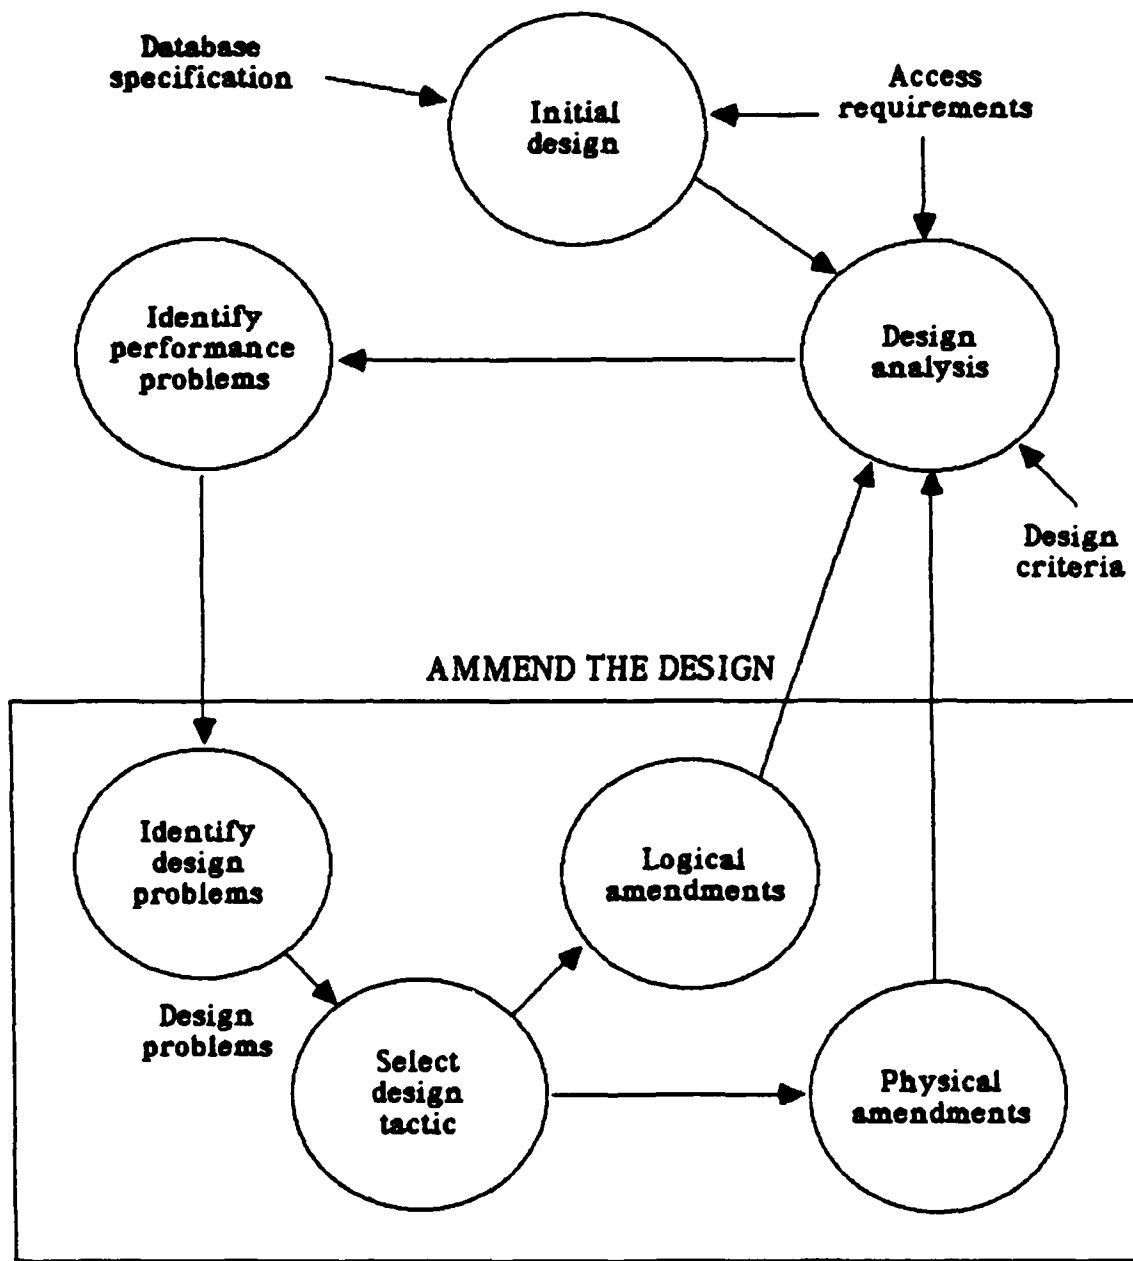 Database
specification
Initial
design
Access
requirements
Identify
performance
problems
Design
analysis
Design
criteria
AMMEND THE DESIGN
Identify
design
problems
Logical
amendments
Design
problems
Select
design
tactic
Physical
amendments